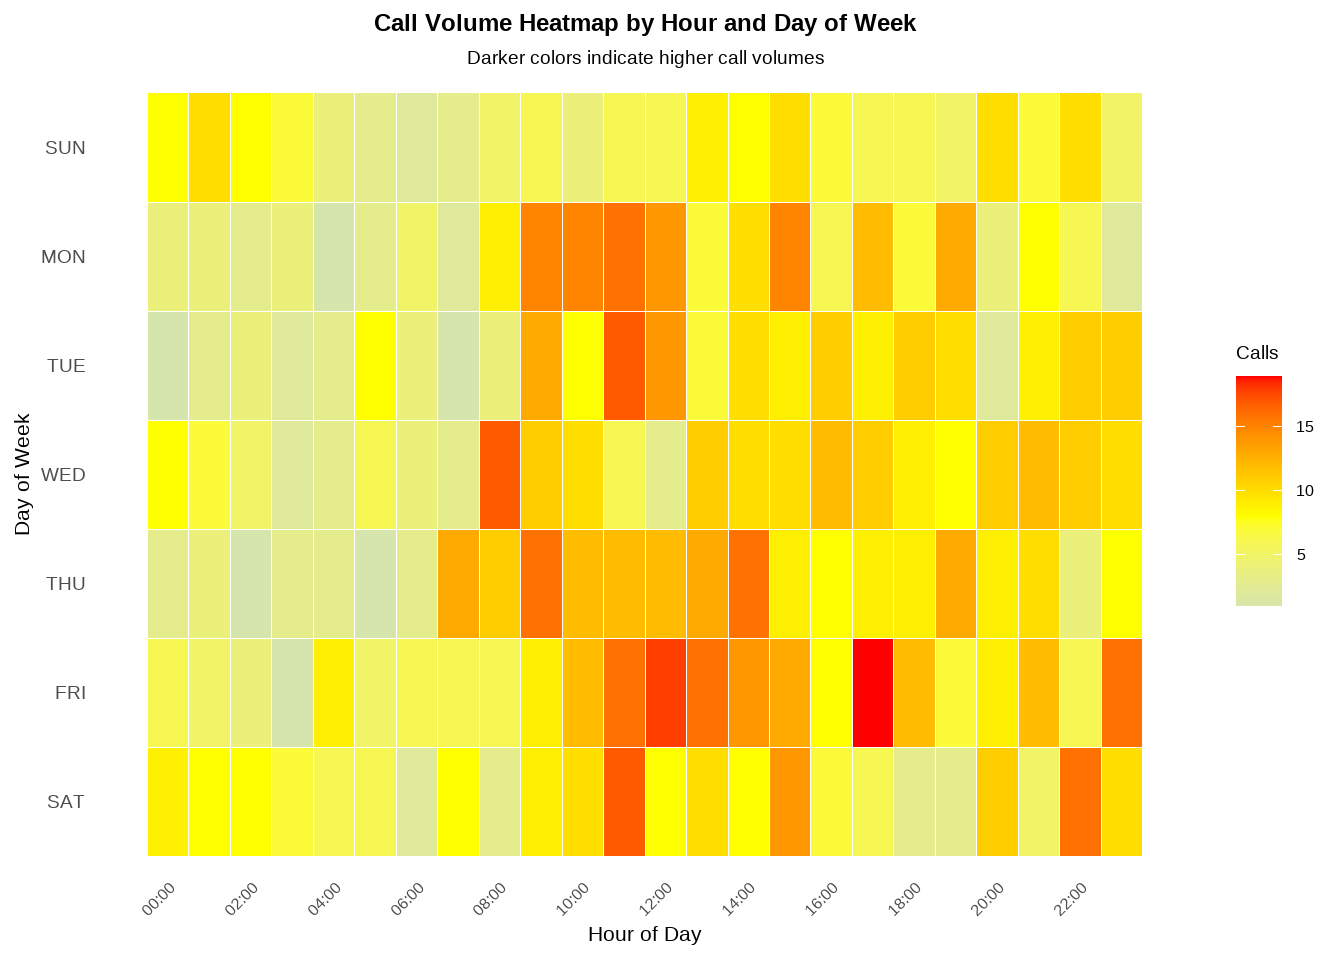 Call Volume Heatmap by Hour and Day of Week
Darker colors indicate higher call volumes
Day of Week
SUN
MON
TUE
WED
THU
FRI
SAT
00:00
02:00
04:00
06:00
08:00
10:00
12:00
14:00
16:00
18:00
20:00
22:00
Hour of Day
Calls
15
10
5